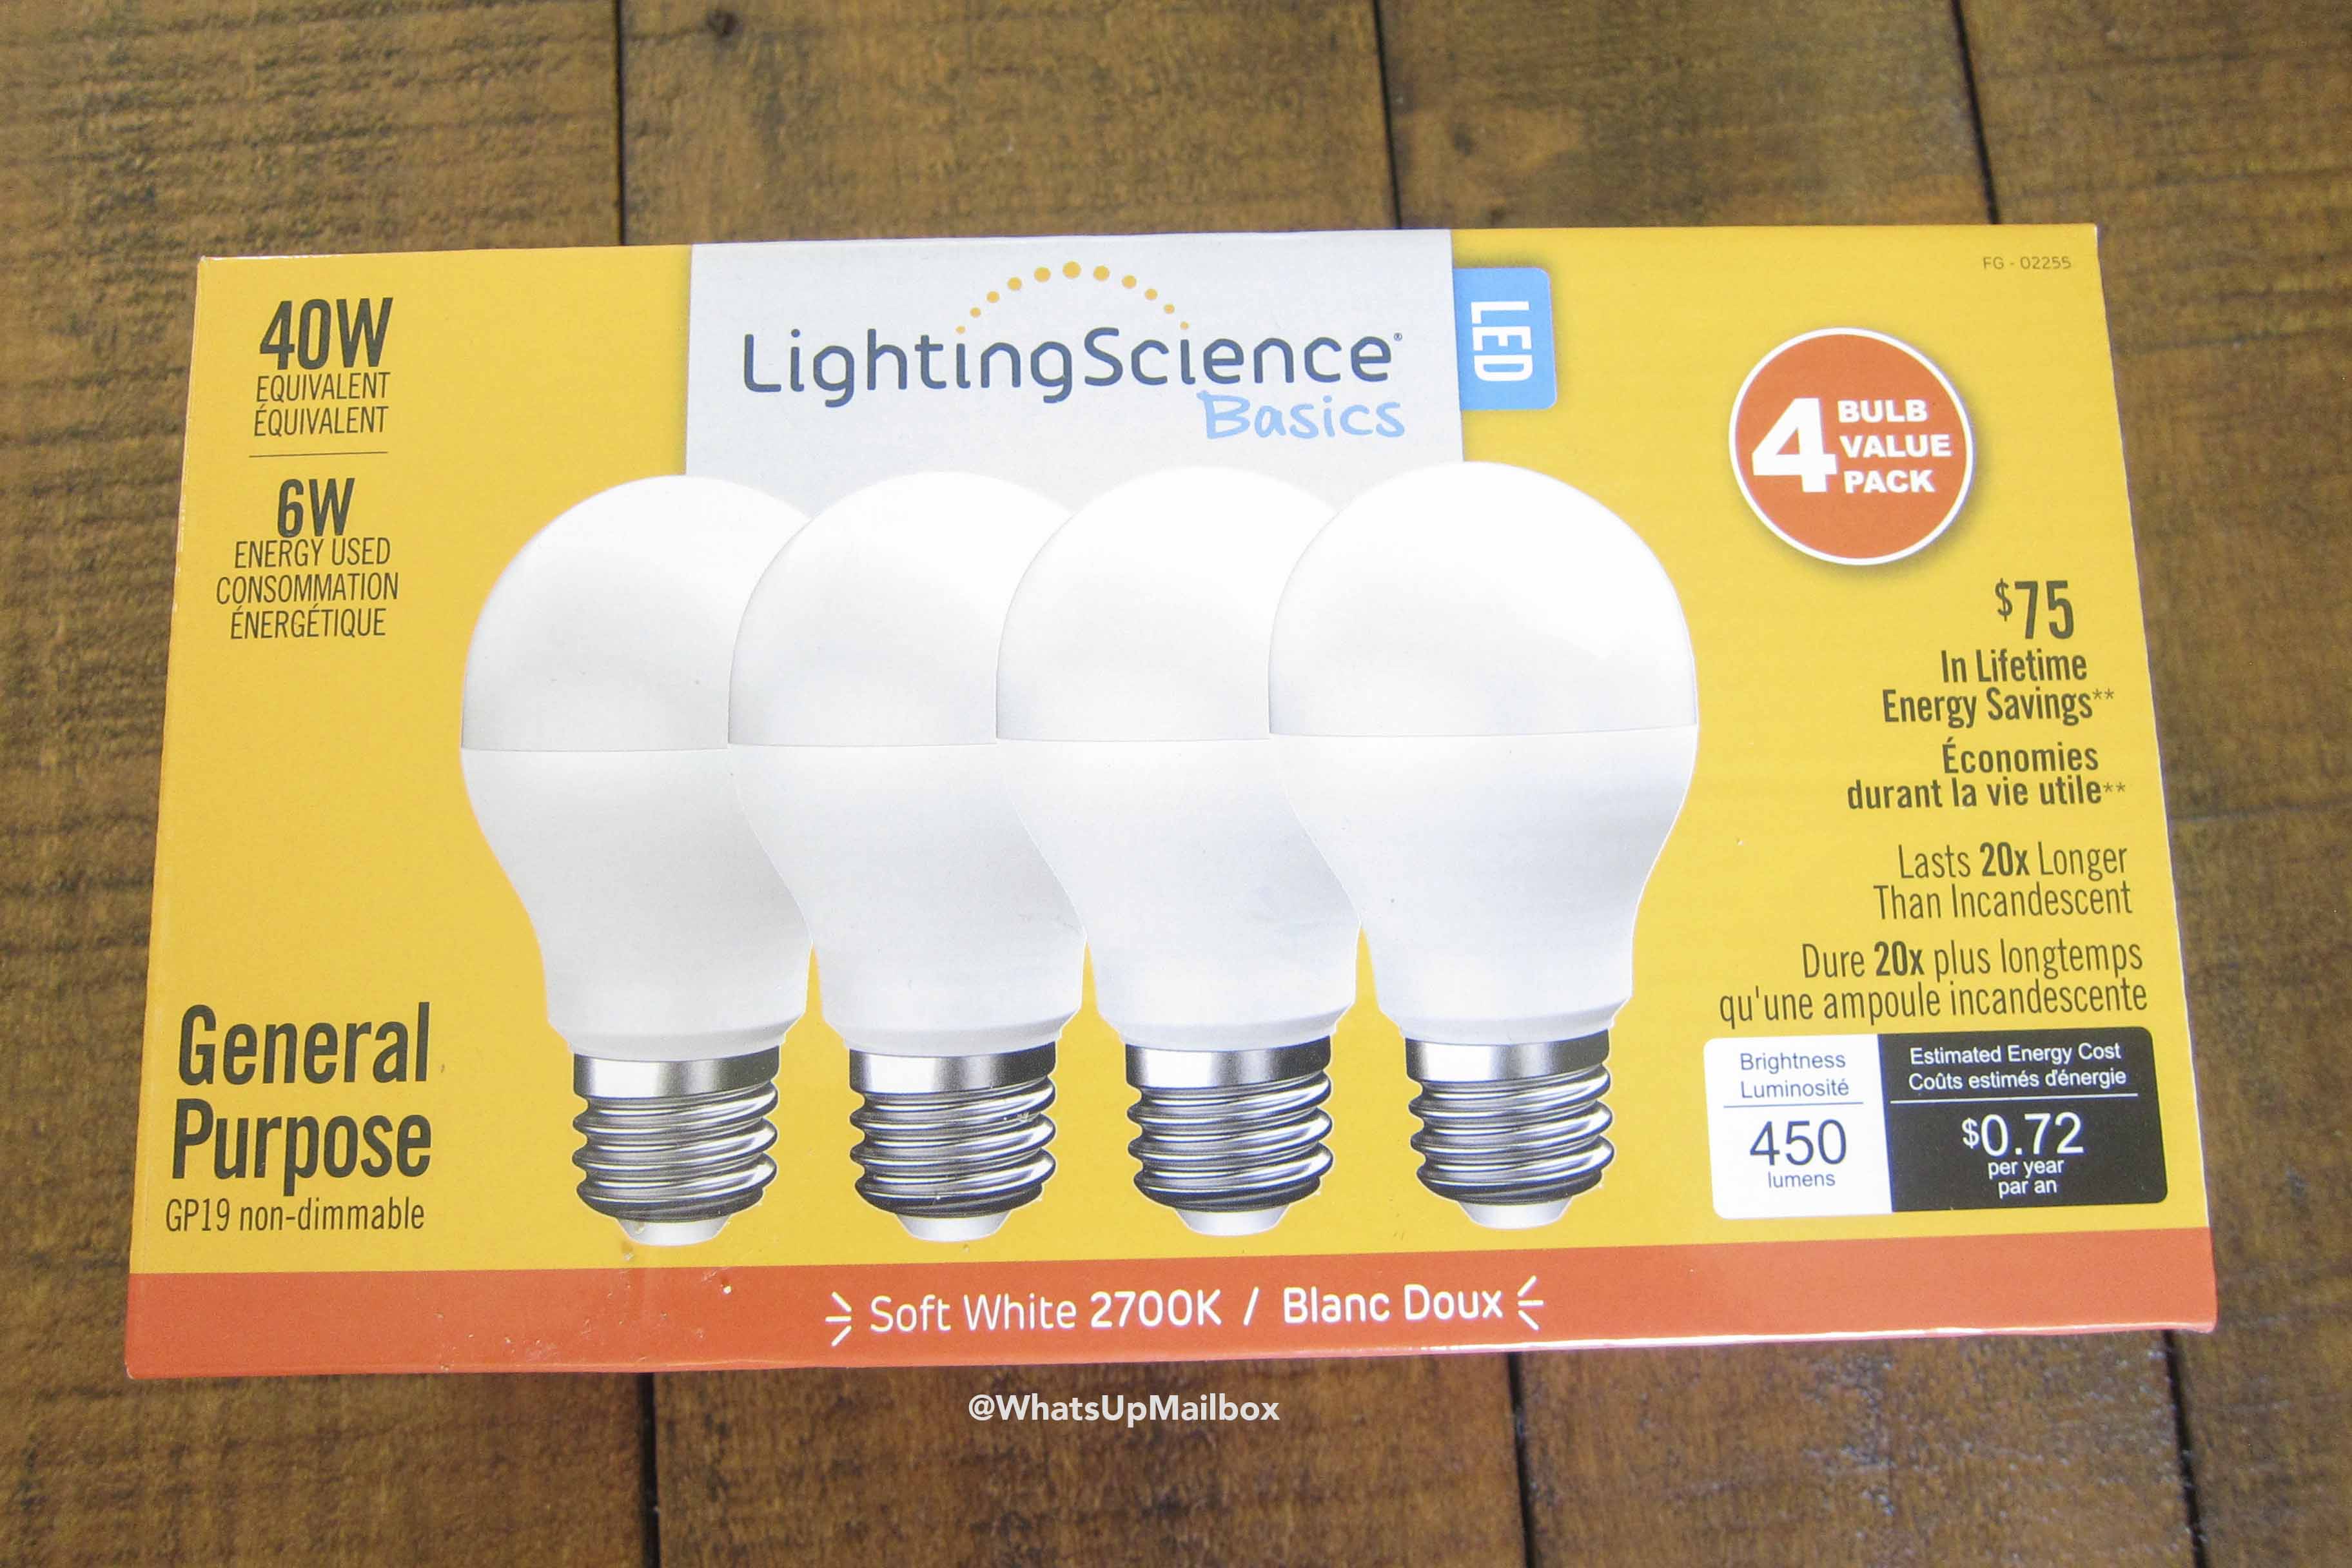 FG - 02255
40W
EQUIVALENT
ÉQUIVALENT
6W
ENERGY USED
CONSOMMATION
ÉNERGÉTIQUE
LightingScience®
Basics
LED
4 BULB
VALUE
PACK
$75
In Lifetime
Energy Savings**
Économies
durant la vie utile**
Lasts 20x Longer
Than Incandescent
Dure 20x plus longtemps
qu'une ampoule incandescente
General
Purpose
GP19 non-dimmable
Brightness
Luminosité
450
lumens
Estimated Energy Cost
Coûts estimés d'énergie
$0.72
per year
par an
Soft White 2700K / Blanc Doux
@WhatsUpMailbox